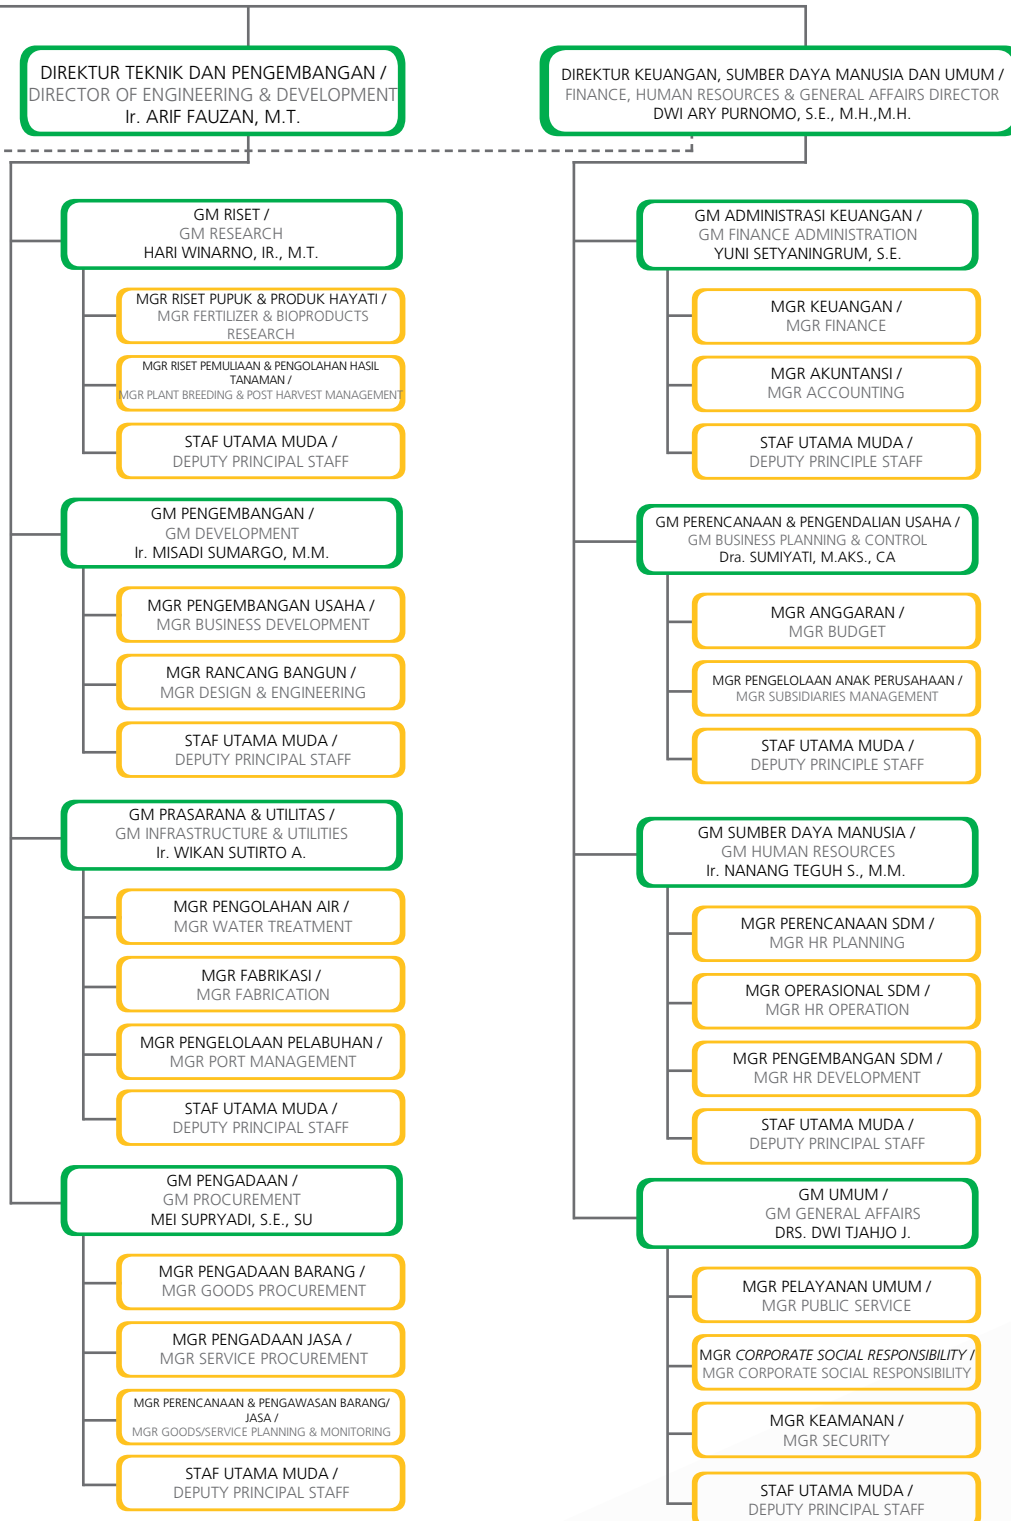 DIREKTUR TEKNIK DAN PENGEMBANGAN /
DIRECTOR OF ENGINEERING & DEVELOPMENT
Ir. ARIF FAUZAN, M.T.
GM RISET /
GM RESEARCH
HARI WINARNO, IR., M.T.
MGR RISET PUPUK & PRODUK HAYATI /
MGR FERTILIZER & BIOPRODUCTS
RESEARCH
MGR RISET PEMULIAAN & PENGOLAHAN HASIL
TANAMAN /
MGR PLANT BREEDING & POST HARVEST MANAGEMENT
STAF UTAMA MUDA /
DEPUTY PRINCIPAL STAFF
GM PENGEMBANGAN /
GM DEVELOPMENT
Ir. MISADI SUMARGO, M.M.
MGR PENGEMBANGAN USAHA /
MGR BUSINESS DEVELOPMENT
MGR RANCANG BANGUN /
MGR DESIGN & ENGINEERING
STAF UTAMA MUDA /
DEPUTY PRINCIPAL STAFF
GM PRASARANA & UTILITAS /
GM INFRASTRUCTURE & UTILITIES
Ir. WIKAN SUTIRTO A.
MGR PENGOLAHAN AIR /
MGR WATER TREATMENT
MGR FABRIKASI /
MGR FABRICATION
MGR PENGELOLAAN PELABUHAN /
MGR PORT MANAGEMENT
STAF UTAMA MUDA /
DEPUTY PRINCIPAL STAFF
GM PENGADAAN /
GM PROCUREMENT
MEI SUPRYADI, S.E., SU
MGR PENGADAAN BARANG /
MGR GOODS PROCUREMENT
MGR PENGADAAN JASA /
MGR SERVICE PROCUREMENT
MGR PERENCANAAN & PENGAWASAN BARANG/
JASA /
MGR GOODS/SERVICE PLANNING & MONITORING
STAF UTAMA MUDA /
DEPUTY PRINCIPAL STAFF
DIREKTUR KEUANGAN, SUMBER DAYA MANUSIA DAN UMUM /
FINANCE, HUMAN RESOURCES & GENERAL AFFAIRS DIRECTOR
DWI ARY PURNOMO, S.E., M.H.,M.H.
GM ADMINISTRASI KEUANGAN /
GM FINANCE ADMINISTRATION
YUNI SETYANINGRUM, S.E.
MGR KEUANGAN /
MGR FINANCE
MGR AKUNTANSI /
MGR ACCOUNTING
STAF UTAMA MUDA /
DEPUTY PRINCIPLE STAFF
GM PERENCANAAN & PENGENDALIAN USAHA /
GM BUSINESS PLANNING & CONTROL
Dra. SUMIYATI, M.AKS., CA
MGR ANGGARAN /
MGR BUDGET
MGR PENGELOLAAN ANAK PERUSAHAAN /
MGR SUBSIDIARIES MANAGEMENT
STAF UTAMA MUDA /
DEPUTY PRINCIPLE STAFF
GM SUMBER DAYA MANUSIA /
GM HUMAN RESOURCES
Ir. NANANG TEGUH S., M.M.
MGR PERENCANAAN SDM /
MGR HR PLANNING
MGR OPERASIONAL SDM /
MGR HR OPERATION
MGR PENGEMBANGAN SDM /
MGR HR DEVELOPMENT
STAF UTAMA MUDA /
DEPUTY PRINCIPAL STAFF
GM UMUM /
GM GENERAL AFFAIRS
DRS. DWI TJAHJO J.
MGR PELAYANAN UMUM /
MGR PUBLIC SERVICE
MGR CORPORATE SOCIAL RESPONSIBILITY /
MGR CORPORATE SOCIAL RESPONSIBILITY
MGR KEAMANAN /
MGR SECURITY
STAF UTAMA MUDA /
DEPUTY PRINCIPAL STAFF